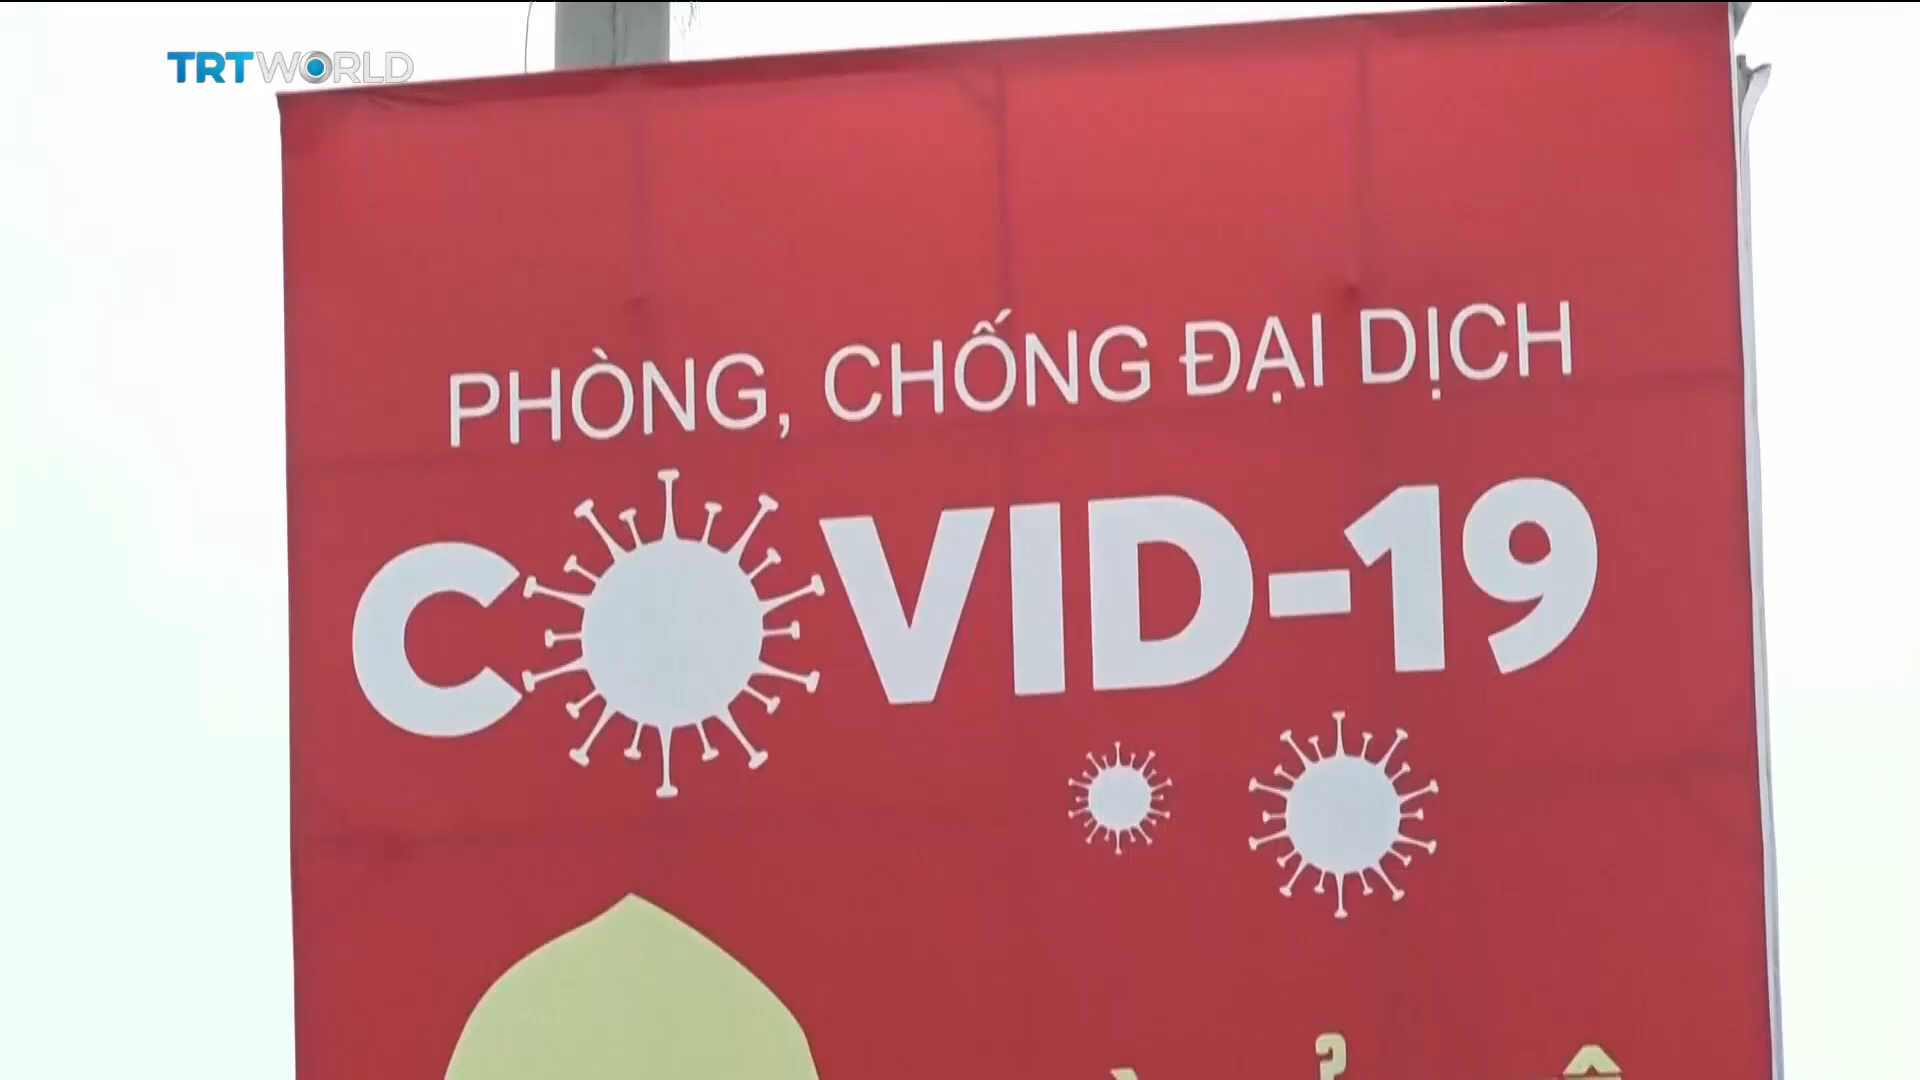 TRT WORLD
PHÒNG, CHỐNG ĐẠI DỊCH
COVID-19